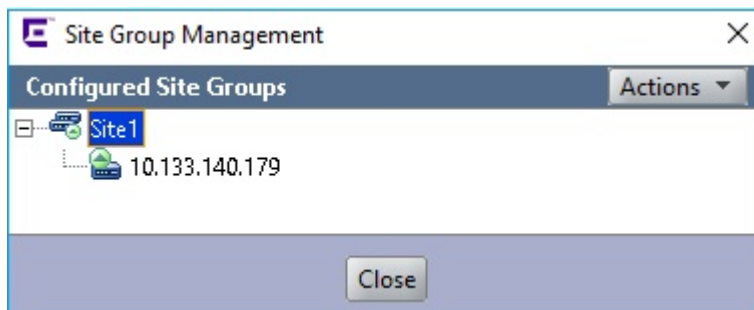 Site Group Management
Configured Site Groups Actions
Site1
10.133.140.179
Close